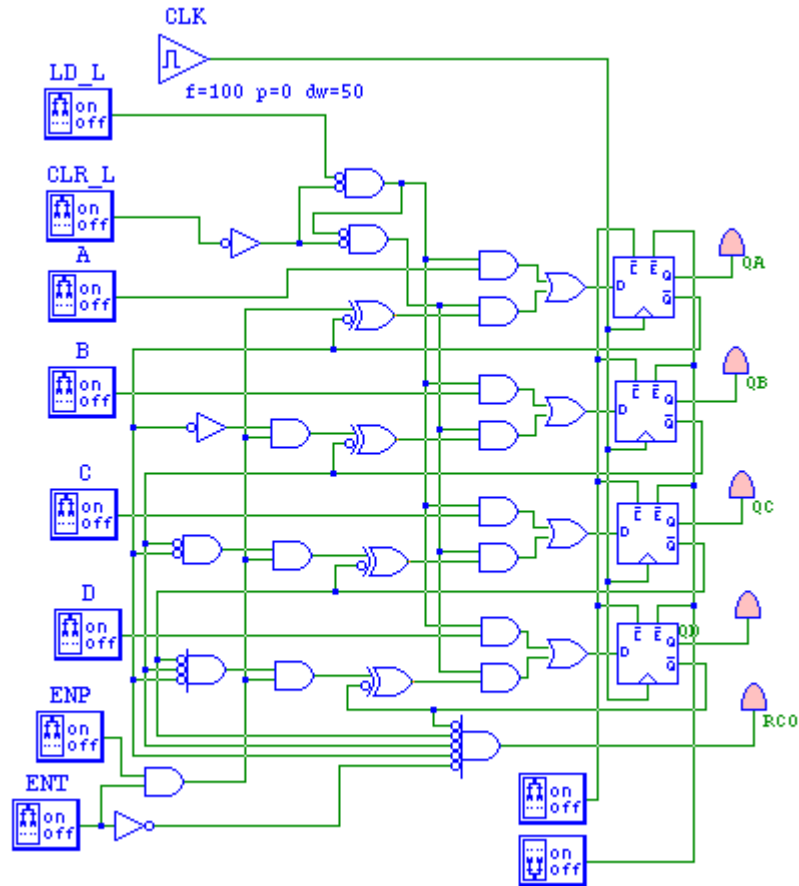 CLK
f=100 p=0 dw=50
LD_L
on
off
CLR_L
on
off
A
on
off
B
on
off
C
on
off
D
on
off
ENP
on
off
ENT
on
off
C E
D Q
Q
QA
C E
D Q
Q
QB
C E
D Q
Q
QC
C E
D Q
Q
QD
RCO
on
off
on
off